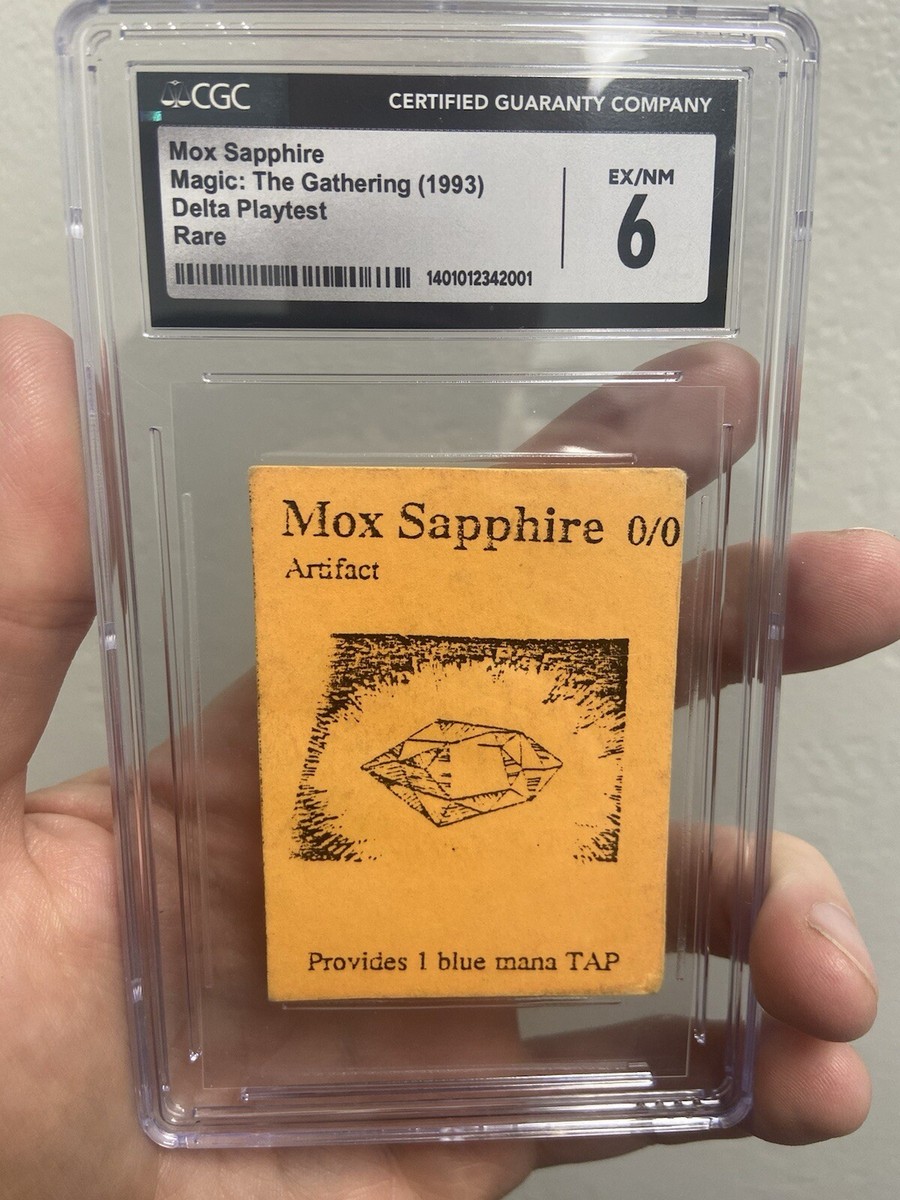 CGC CERTIFIED GUARANTY COMPANY
Mox Sapphire
Magic: The Gathering (1993)
Delta Playtest
Rare
EX/NM
6
1401012342001
Mox Sapphire 0/0
Artifact
Provides 1 blue mana TAP